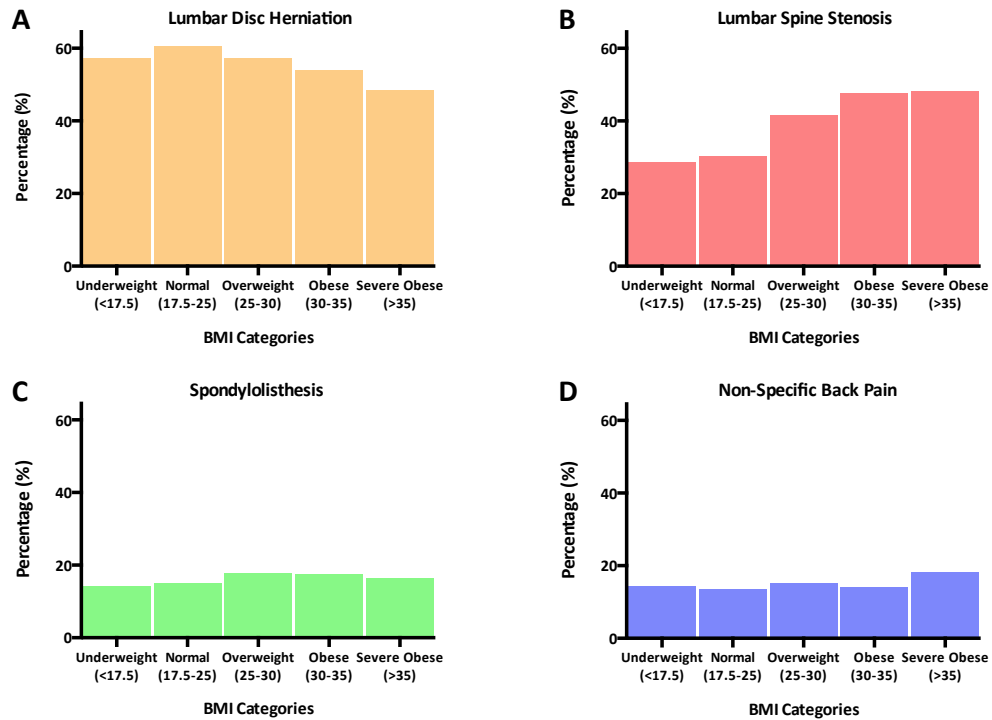 A
Lumbar Disc Herniation
Percentage (%)
60
40
20
0
Underweight Normal Overweight Obese Severe Obese
(<17.5) (17.5-25) (25-30) (30-35) (>35)
BMI Categories
B
Lumbar Spine Stenosis
Percentage (%)
60
40
20
0
Underweight Normal Overweight Obese Severe Obese
(<17.5) (17.5-25) (25-30) (30-35) (>35)
BMI Categories
C
Spondylolisthesis
Percentage (%)
60
40
20
0
Underweight Normal Overweight Obese Severe Obese
(<17.5) (17.5-25) (25-30) (30-35) (>35)
BMI Categories
D
Non-Specific Back Pain
Percentage (%)
60
40
20
0
Underweight Normal Overweight Obese Severe Obese
(<17.5) (17.5-25) (25-30) (30-35) (>35)
BMI Categories